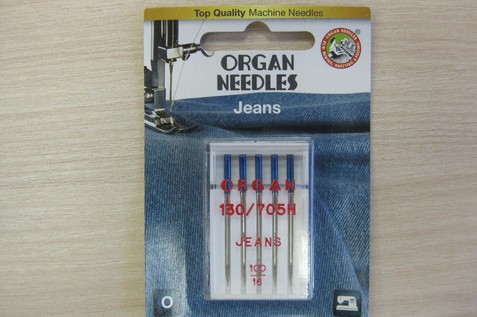 Top Quality Machine Needles
ORGAN
NEEDLES
Jeans
ORGAN
130/705H
JEANS
100
16
O